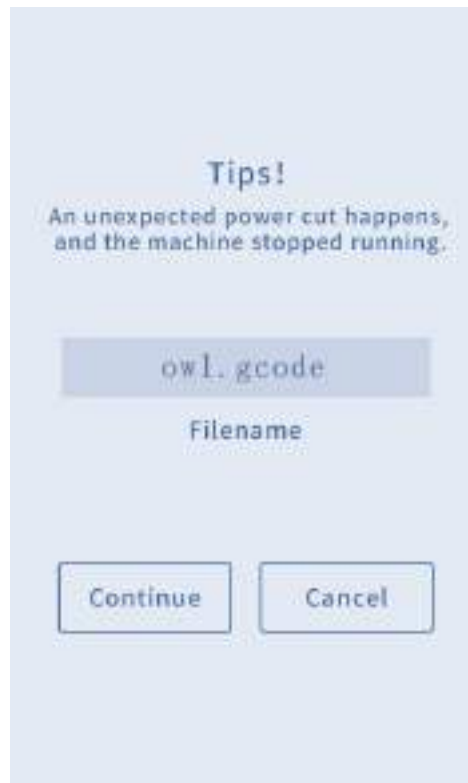 Tips!
An unexpected power cut happens,
and the machine stopped running.
owl.gcode
Filename
Continue
Cancel